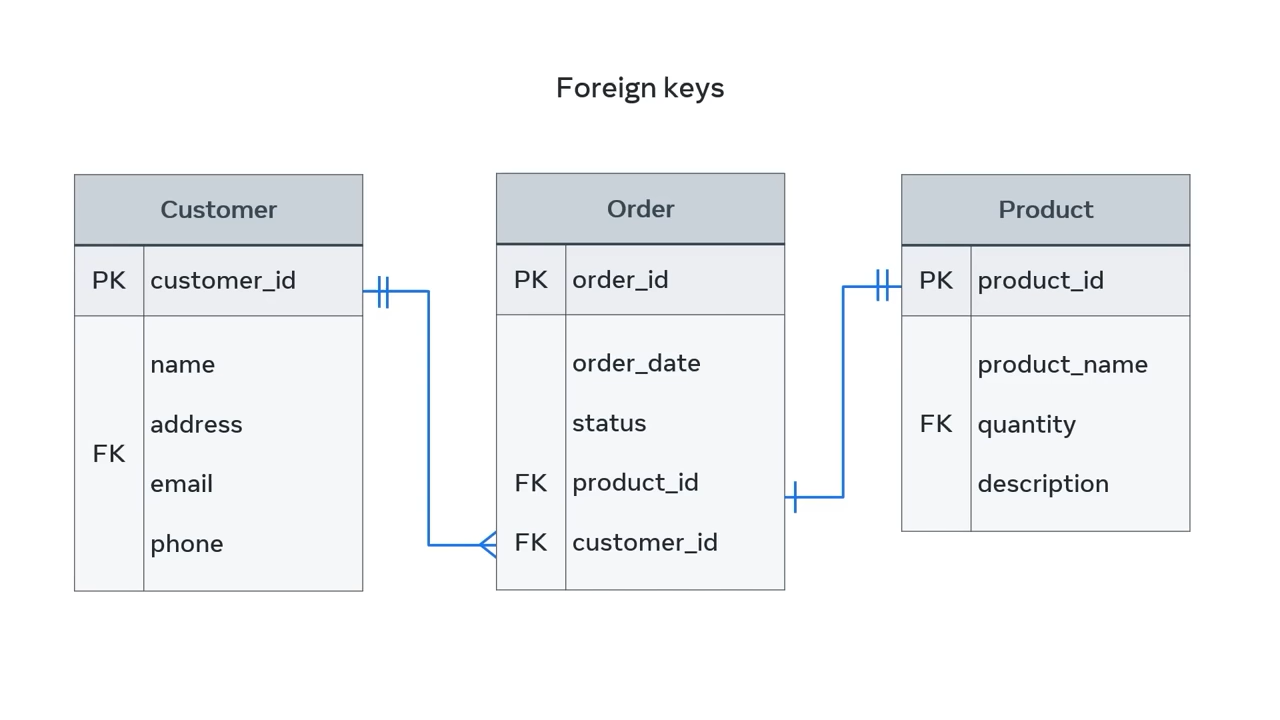 Foreign keys
Customer
PK customer_id
FK
name
address
email
phone
Order
PK order_id
order_date
status
FK product_id
FK customer_id
Product
PK product_id
product_name
FK quantity
description